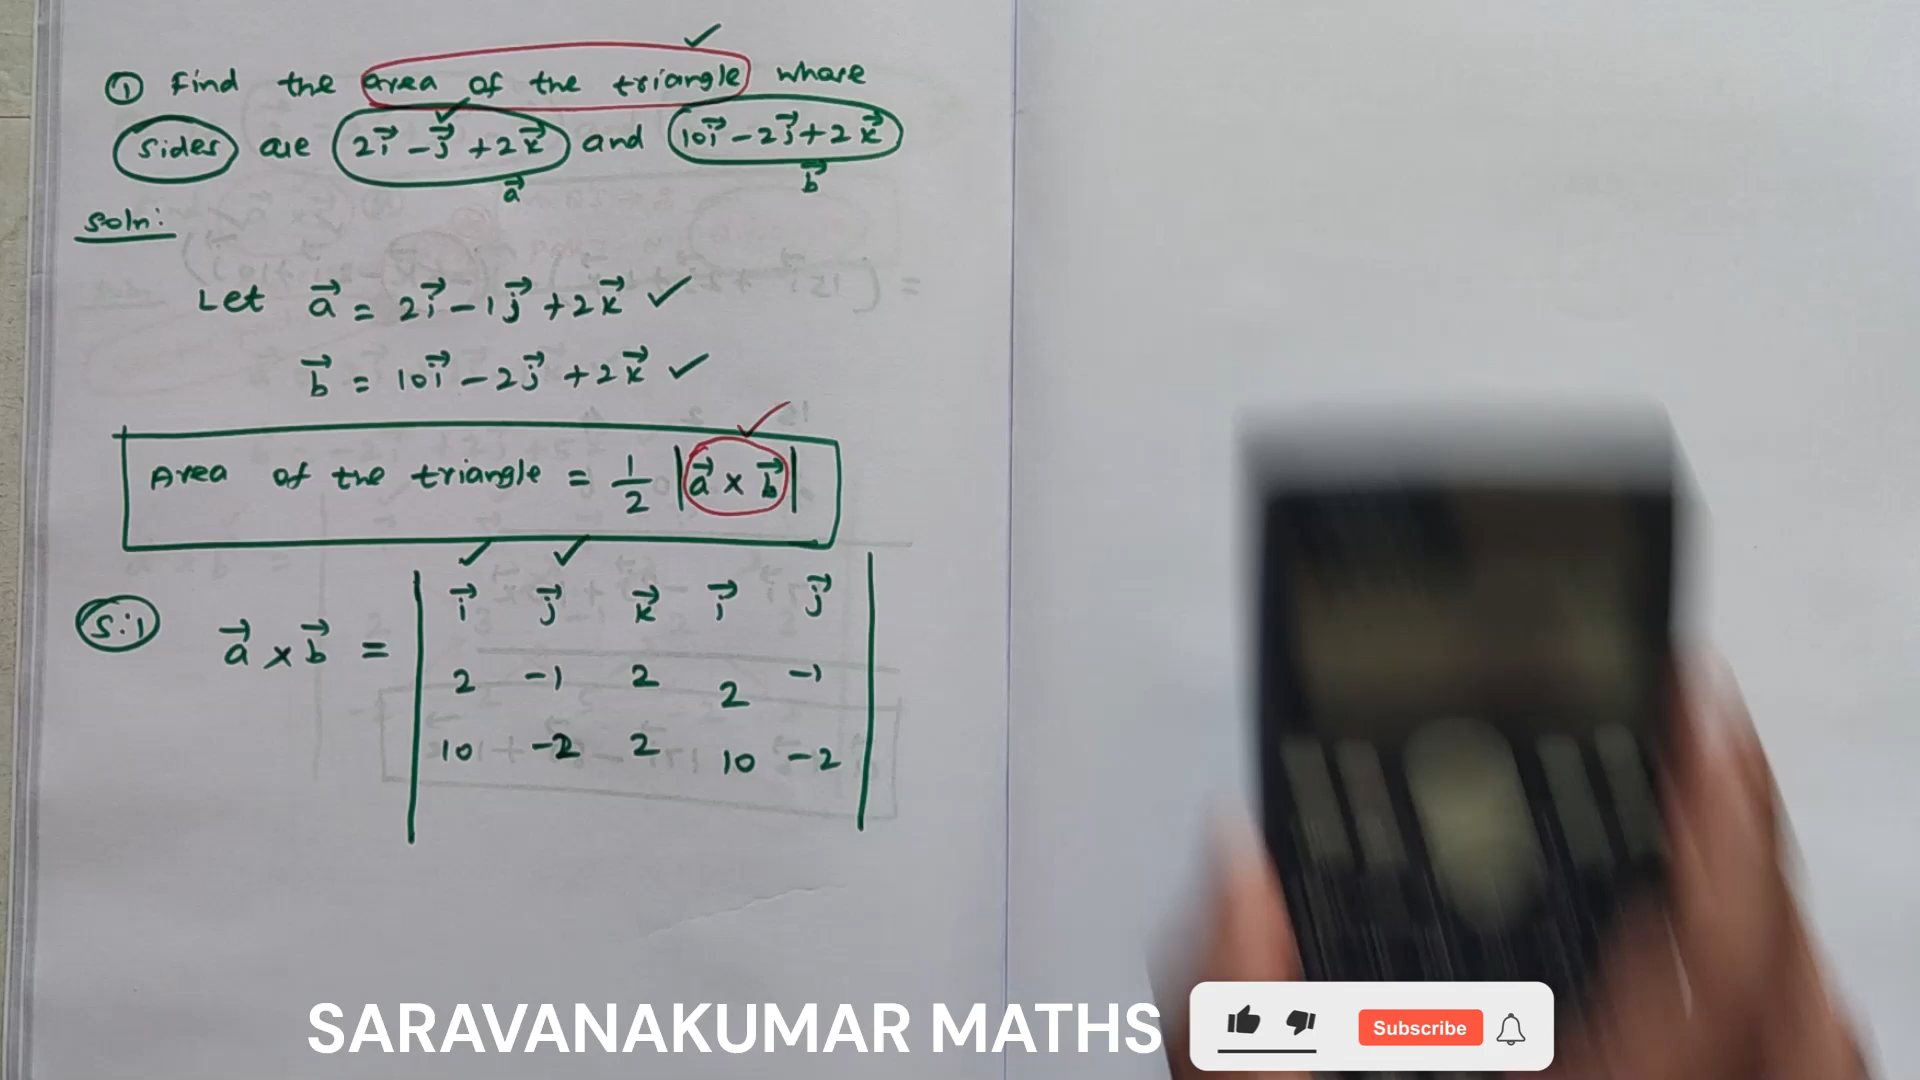 ① Find the area of the triangle whose
sides are 2i⃗ - j⃗ + 2k⃗ and 10i⃗ - 2j⃗ + 2k⃗
a⃗ b⃗
Soln:
Let a⃗ = 2i⃗ - 1j⃗ + 2k⃗ ✓
b⃗ = 10i⃗ - 2j⃗ + 2k⃗ ✓
Area of the triangle = 1/2 |a⃗ × b⃗|
S:1 a⃗ × b⃗ = | i⃗ j⃗ k⃗ i⃗ j⃗ |
2 -1 2 2 -1
10 -2 2 10 -2
SARAVANAKUMAR MATHS
Subscribe